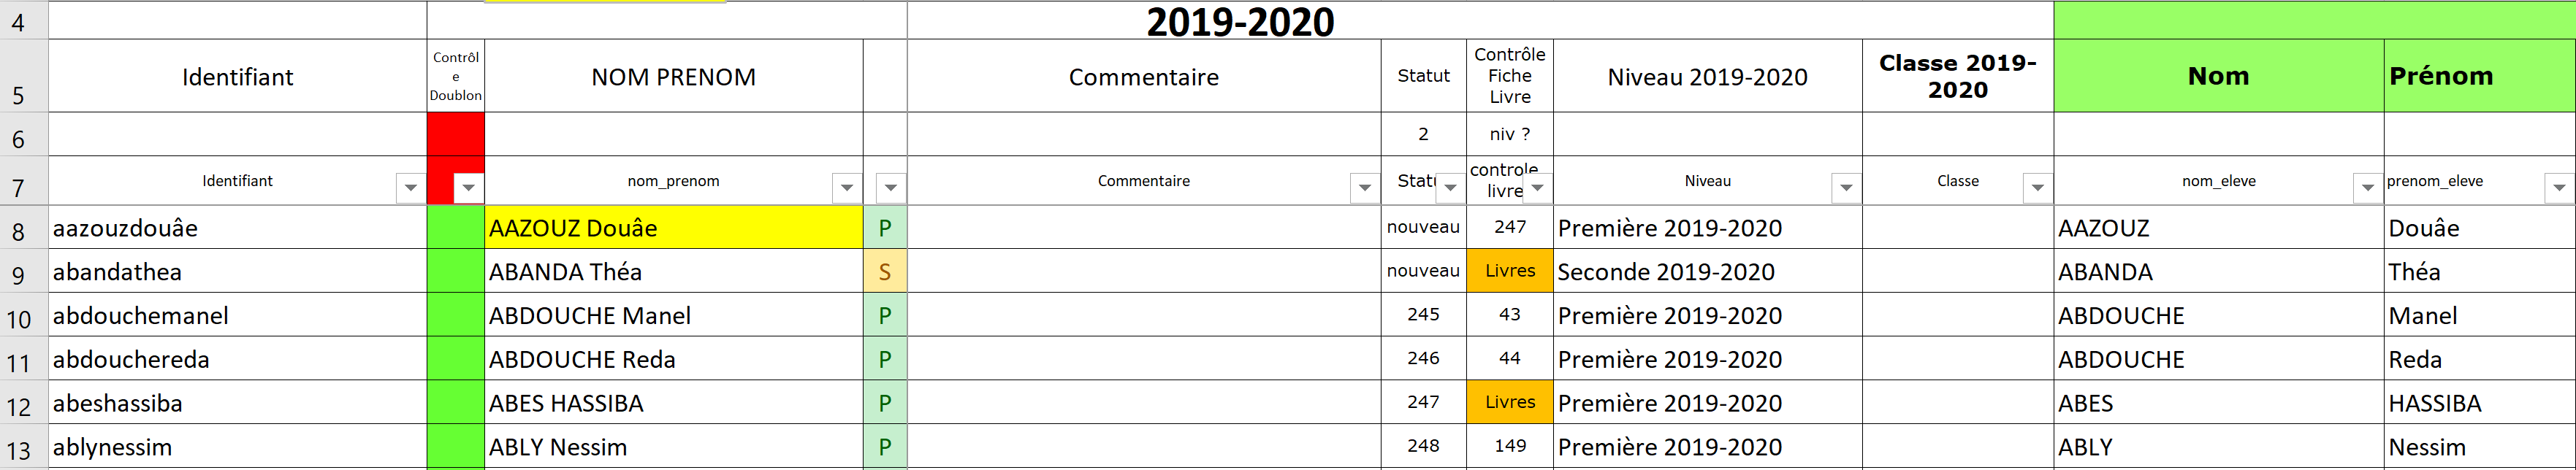 4 2019-2020
5 Identifiant Contrôl e Doublon NOM PRENOM Commentaire Statut Contrôle Fiche Livre Niveau 2019-2020 Classe 2019-2020 Nom Prénom
6 2 niv ?
7 Identifiant nom_prenom Commentaire Statu controle livre Niveau Classe nom_eleve prenom_eleve
8 aazouzdouâe AAZOUZ Douâe P nouveau 247 Première 2019-2020 AAZOUZ Douâe
9 abandathea ABANDA Théa S nouveau Livres Seconde 2019-2020 ABANDA Théa
10 abdouchemanel ABDOUCHE Manel P 245 43 Première 2019-2020 ABDOUCHE Manel
11 abdouchereda ABDOUCHE Reda P 246 44 Première 2019-2020 ABDOUCHE Reda
12 abeshassiba ABES HASSIBA P 247 Livres Première 2019-2020 ABES HASSIBA
13 ablynessim ABLY Nessim P 248 149 Première 2019-2020 ABLY Nessim